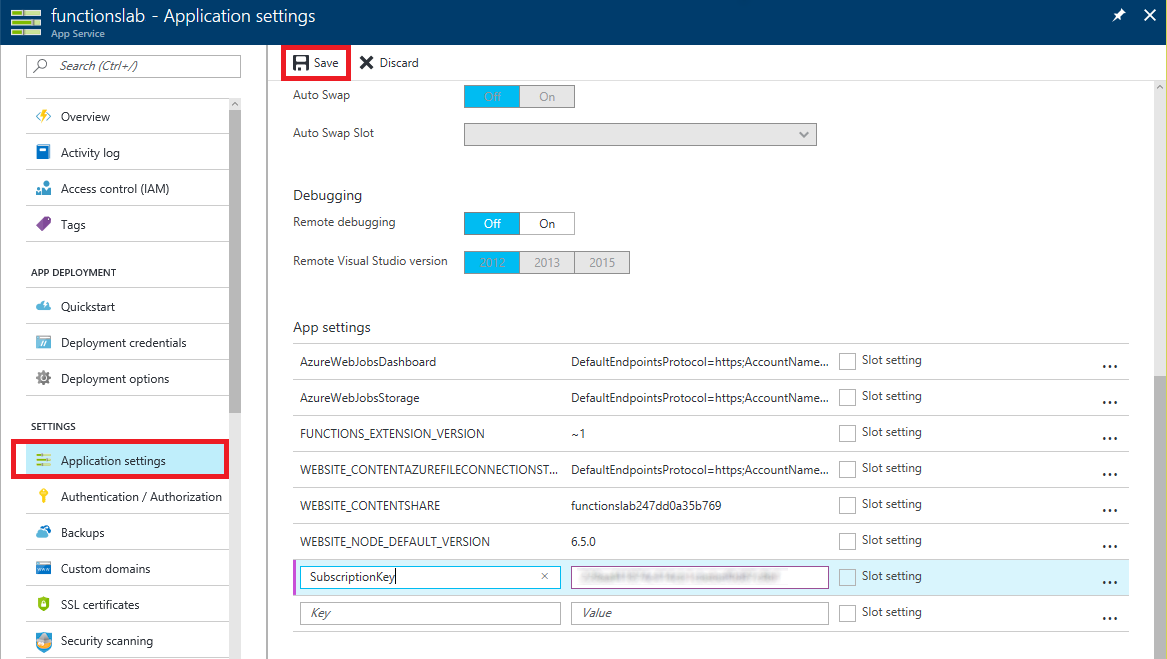 functionslab - Application settings
App Service
Search (Ctrl+/)
Overview
Activity log
Access control (IAM)
Tags
APP DEPLOYMENT
Quickstart
Deployment credentials
Deployment options
SETTINGS
Application settings
Authentication / Authorization
Backups
Custom domains
SSL certificates
Security scanning
Save Discard
Auto Swap Off On
Auto Swap Slot
Debugging
Remote debugging Off On
Remote Visual Studio version 2012 2013 2015
App settings
AzureWebJobsDashboard DefaultEndpointsProtocol=https;AccountName... Slot setting ...
AzureWebJobsStorage DefaultEndpointsProtocol=https;AccountName... Slot setting ...
FUNCTIONS_EXTENSION_VERSION ~1 Slot setting ...
WEBSITE_CONTENTAZUREFILECONNECTIONST... DefaultEndpointsProtocol=https;AccountName... Slot setting ...
WEBSITE_CONTENTSHARE functionslab247dd0a35b769 Slot setting ...
WEBSITE_NODE_DEFAULT_VERSION 6.5.0 Slot setting ...
SubscriptionKey Slot setting ...
Key Value Slot setting ...